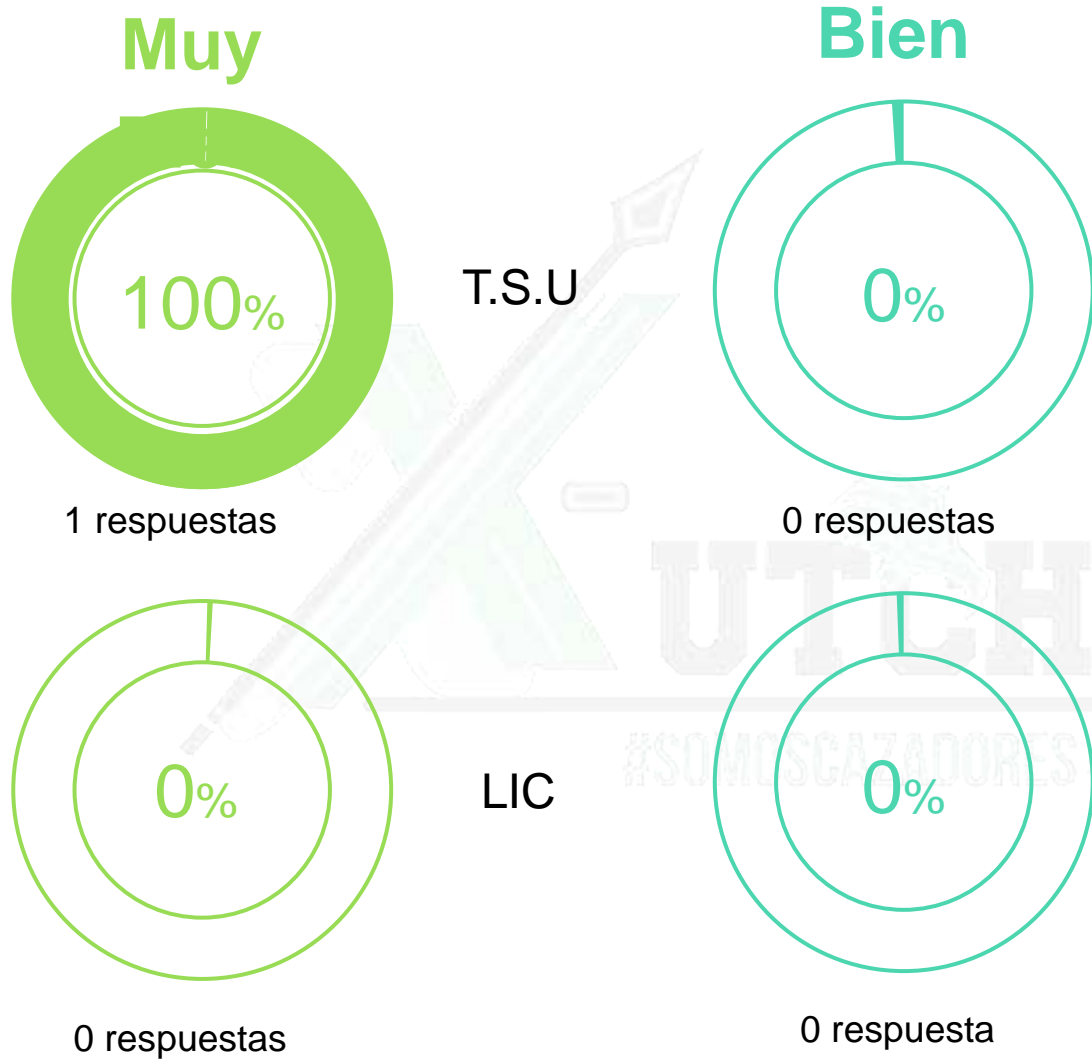 Muy
Bien
100%
T.S.U
0%
1 respuestas
0 respuestas
UTCH
#SOMOSCAZADORES
0%
LIC
0%
0 respuestas
0 respuesta